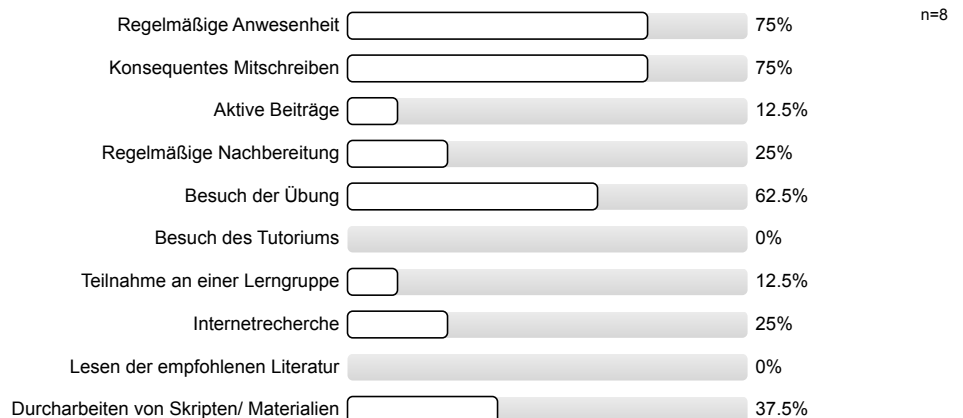 Regelmäßige Anwesenheit 75% n=8
Konsequentes Mitschreiben 75%
Aktive Beiträge 12.5%
Regelmäßige Nachbereitung 25%
Besuch der Übung 62.5%
Besuch des Tutoriums 0%
Teilnahme an einer Lerngruppe 12.5%
Internetrecherche 25%
Lesen der empfohlenen Literatur 0%
Durcharbeiten von Skripten/ Materialien 37.5%